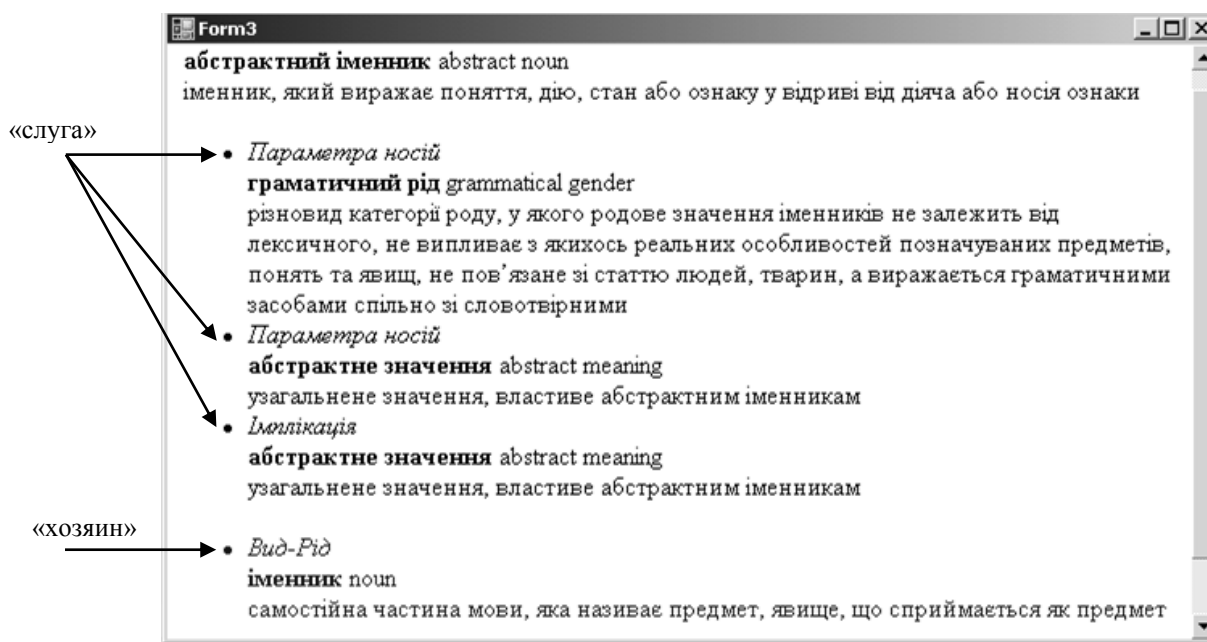 Form3
абстрактний іменник abstract noun
іменник, який виражає поняття, дію, стан або ознаку у відриві від діяча або носія ознаки
«слуга»
• Параметра носій
граматичний рід grammatical gender
різновид категорії роду, у якого родове значення іменників не залежить від
лексичного, не випливає з якихось реальних особливостей позначуваних предметів,
понять та явищ, не пов’язане зі статтю людей, тварин, а виражається граматичними
засобами спільно зі словотвірними
• Параметра носій
абстрактне значення abstract meaning
узагальнене значення, властиве абстрактним іменникам
• Імплікація
абстрактне значення abstract meaning
узагальнене значення, властиве абстрактним іменникам
«хозяин»
• Вид-Рід
іменник noun
самостійна частина мови, яка називає предмет, явище, що сприймається як предмет